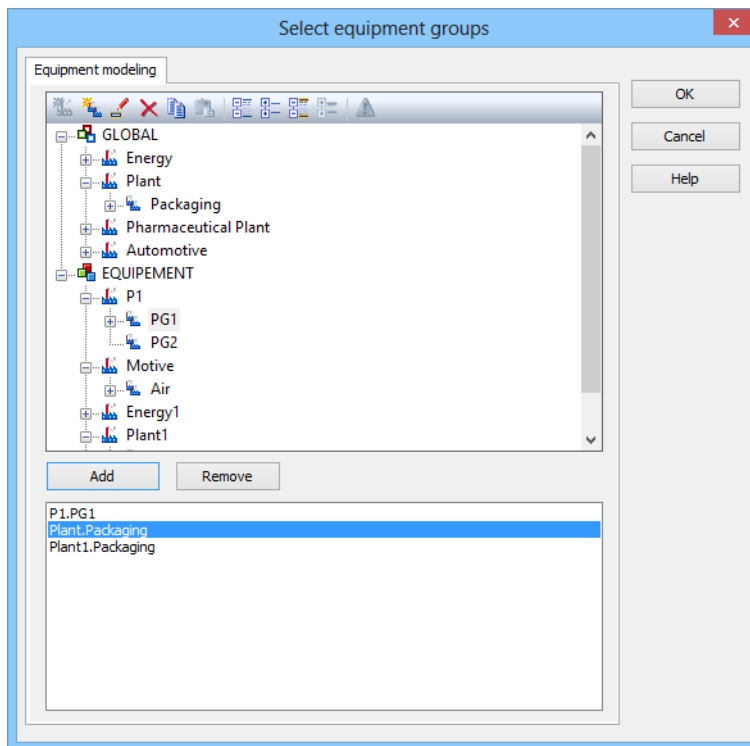 Select equipment groups
Equipment modeling
GLOBAL
Energy
Plant
Packaging
Pharmaceutical Plant
Automotive
EQUIPEMENT
P1
PG1
PG2
Motive
Air
Energy1
Plant1
Add
Remove
P1.PG1
Plant.Packaging
Plant1.Packaging
OK
Cancel
Help